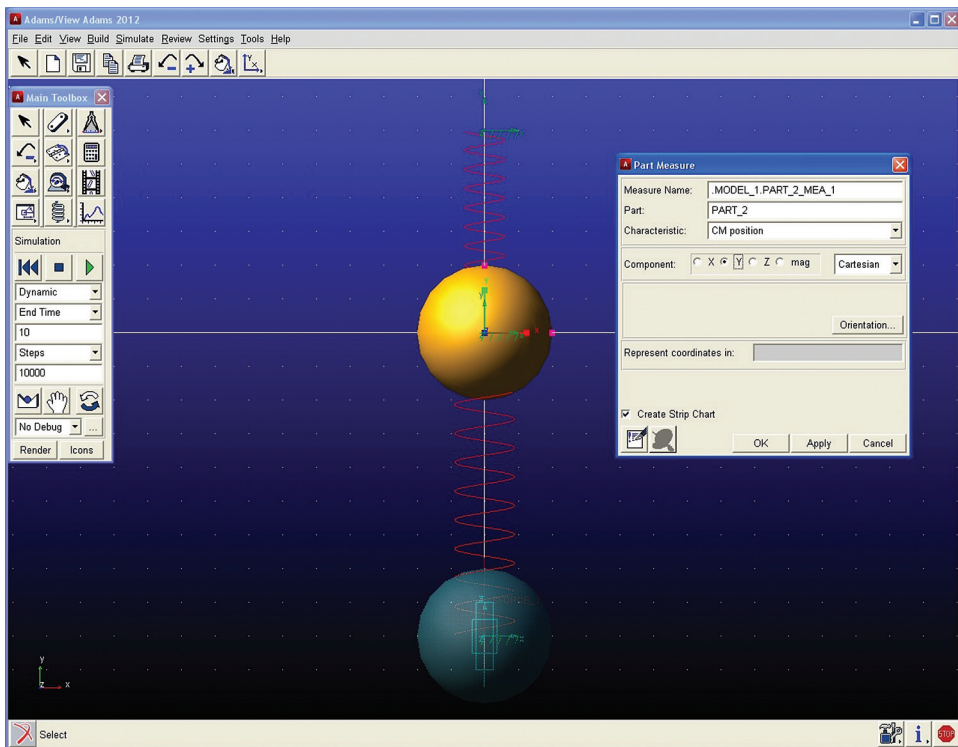 Adams/View Adams 2012
File Edit View Build Simulate Review Settings Tools Help
Main Toolbox
Simulation
Dynamic
End Time
10
Steps
10000
No Debug
...
Render Icons
Part Measure
Measure Name: .MODEL_1.PART_2_MEA_1
Part: PART_2
Characteristic: CM position
Component: X Y Z mag Cartesian
Orientation...
Represent coordinates in:
Create Strip Chart
OK Apply Cancel
y
x
y
z x
Select
STOP